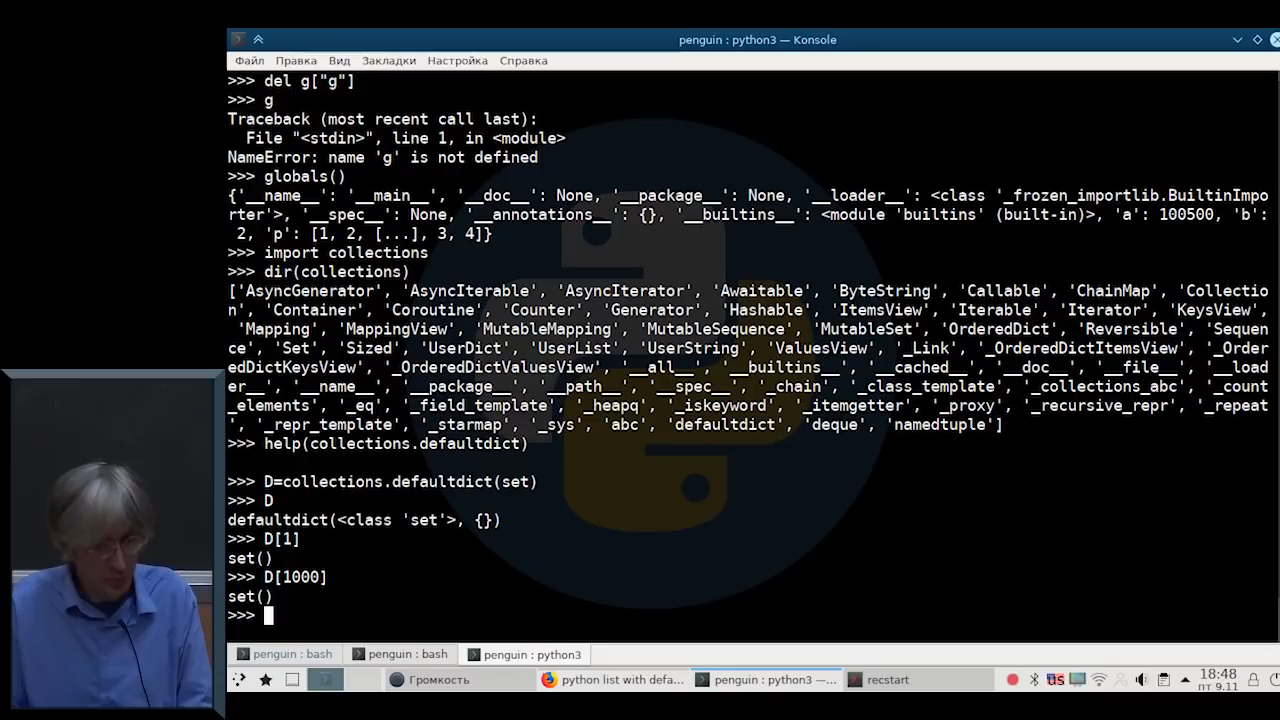 penguin : python3 — Konsole
Файл Правка Вид Закладки Настройка Справка
>>> del g["g"]
>>> g
Traceback (most recent call last):
  File "<stdin>", line 1, in <module>
NameError: name 'g' is not defined
>>> globals()
{'__name__': '__main__', '__doc__': None, '__package__': None, '__loader__': <class '_frozen_importlib.BuiltinImpo
rter'>, '__spec__': None, '__annotations__': {}, '__builtins__': <module 'builtins' (built-in)>, 'a': 100500, 'b':
 2, 'p': [1, 2, [...], 3, 4]}
>>> import collections
>>> dir(collections)
['AsyncGenerator', 'AsyncIterable', 'AsyncIterator', 'Awaitable', 'ByteString', 'Callable', 'ChainMap', 'Collectio
n', 'Container', 'Coroutine', 'Counter', 'Generator', 'Hashable', 'ItemsView', 'Iterable', 'Iterator', 'KeysView',
 'Mapping', 'MappingView', 'MutableMapping', 'MutableSequence', 'MutableSet', 'OrderedDict', 'Reversible', 'Sequen
ce', 'Set', 'Sized', 'UserDict', 'UserList', 'UserString', 'ValuesView', '_Link', '_OrderedDictItemsView', '_Order
edDictKeysView', '_OrderedDictValuesView', '__all__', '__builtins__', '__cached__', '__doc__', '__file__', '__load
er__', '__name__', '__package__', '__path__', '__spec__', '_chain', '_class_template', '_collections_abc', '_count
_elements', '_eq', '_field_template', '_heapq', '_iskeyword', '_itemgetter', '_proxy', '_recursive_repr', '_repeat
', '_repr_template', '_starmap', '_sys', 'abc', 'defaultdict', 'deque', 'namedtuple']
>>> help(collections.defaultdict)
>>> D=collections.defaultdict(set)
>>> D
defaultdict(<class 'set'>, {})
>>> D[1]
set()
>>> D[1000]
set()
>>>
penguin : bash penguin : bash penguin : python3
Громкость python list with defa... penguin : python3 —... recstart us 18:48
пт 9.11